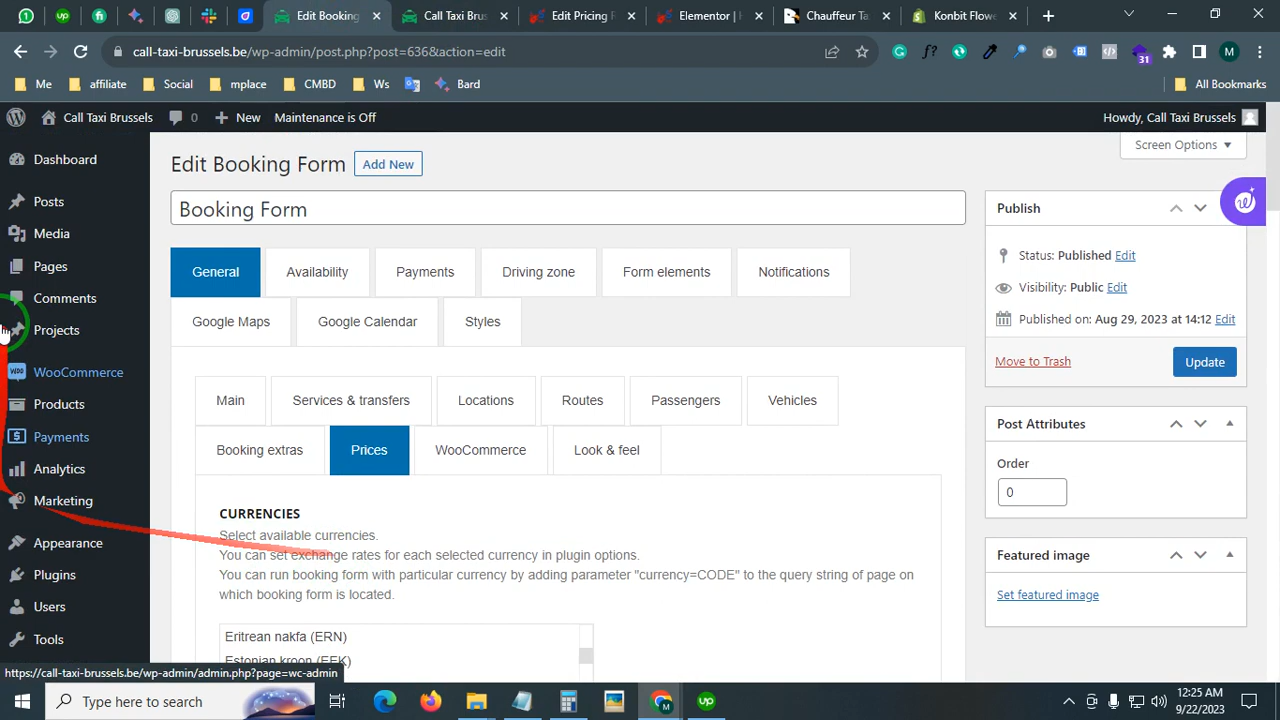 Edit Booking
Call Taxi Brus
Edit Pricing R
Elementor | H
Chauffeur Tax
Konbit Flowe
call-taxi-brussels.be/wp-admin/post.php?post=636&action=edit
f?
31
M
Me
affiliate
Social
mplace
CMBD
Ws
Bard
All Bookmarks
Call Taxi Brussels
0
New
Maintenance is Off
Howdy, Call Taxi Brussels
Screen Options
Dashboard
Posts
Media
Pages
Comments
Projects
WooCommerce
Products
Payments
Analytics
Marketing
Appearance
Plugins
Users
Tools
Edit Booking Form
Add New
Booking Form
General
Availability
Payments
Driving zone
Form elements
Notifications
Google Maps
Google Calendar
Styles
Main
Services & transfers
Locations
Routes
Passengers
Vehicles
Booking extras
Prices
WooCommerce
Look & feel
CURRENCIES
Select available currencies.
You can set exchange rates for each selected currency in plugin options.
You can run booking form with particular currency by adding parameter "currency=CODE" to the query string of page on
which booking form is located.
Eritrean nakfa (ERN)
Estonian kroon (EEK)
Publish
Status: Published Edit
Visibility: Public Edit
Published on: Aug 29, 2023 at 14:12 Edit
Move to Trash
Update
Post Attributes
Order
0
Featured image
Set featured image
https://call-taxi-brussels.be/wp-admin/admin.php?page=wc-admin
Type here to search
12:25 AM
9/22/2023